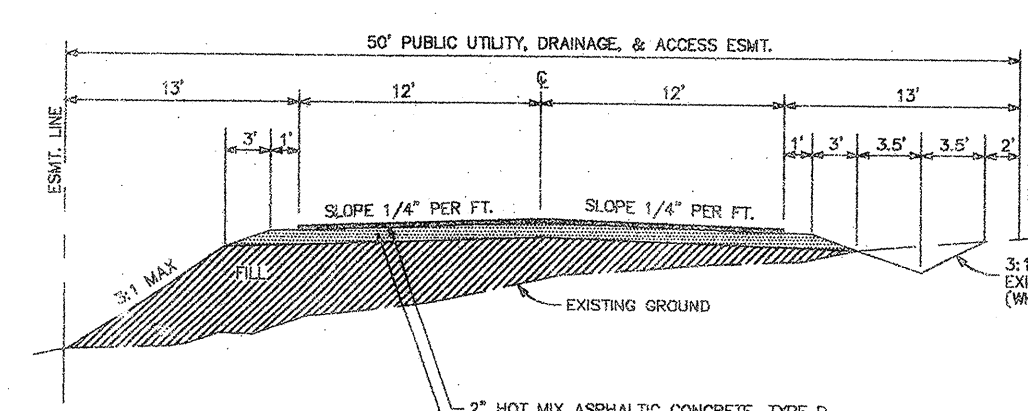 50' PUBLIC UTILITY, DRAINAGE, & ACCESS ESMT.
℄
13' 12' 12' 13'
ESMT. LINE
3' 1' 1' 3' 3.5' 3.5' 2'
SLOPE 1/4" PER FT. SLOPE 1/4" PER FT.
3:1 MAX
FILL
3:1
EXISTING GROUND
2" HOT MIX ASPHALTIC CONCRETE, TYPE D